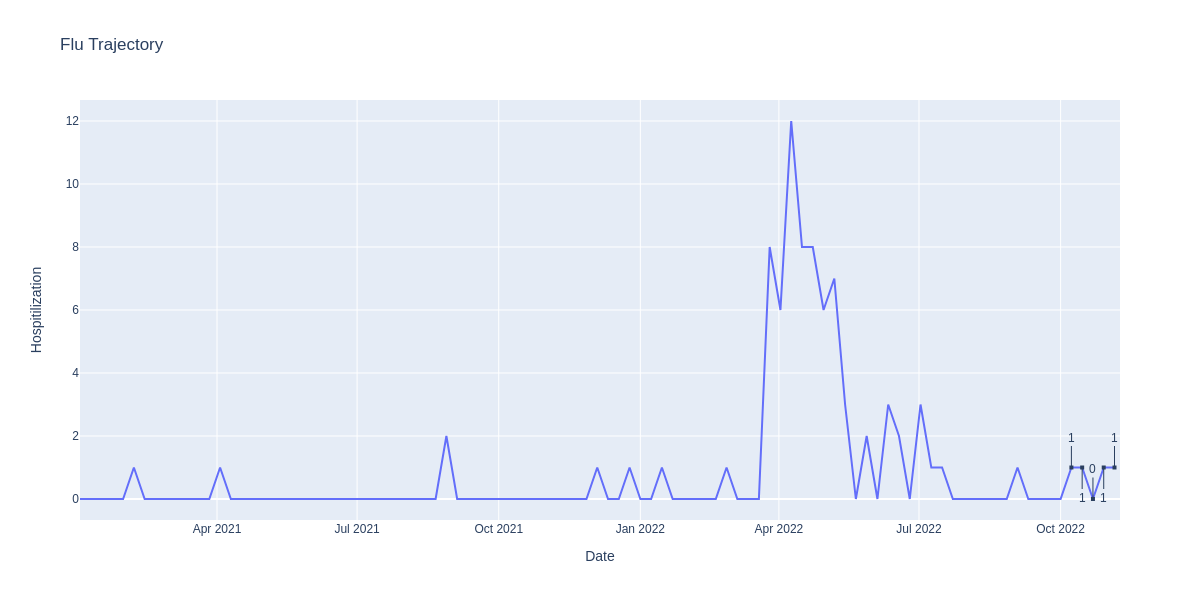 Flu Trajectory
12
10
8
6
4
2
0
Hospitilization
1
1
0
1
1
Apr 2021
Jul 2021
Oct 2021
Jan 2022
Apr 2022
Jul 2022
Oct 2022
Date